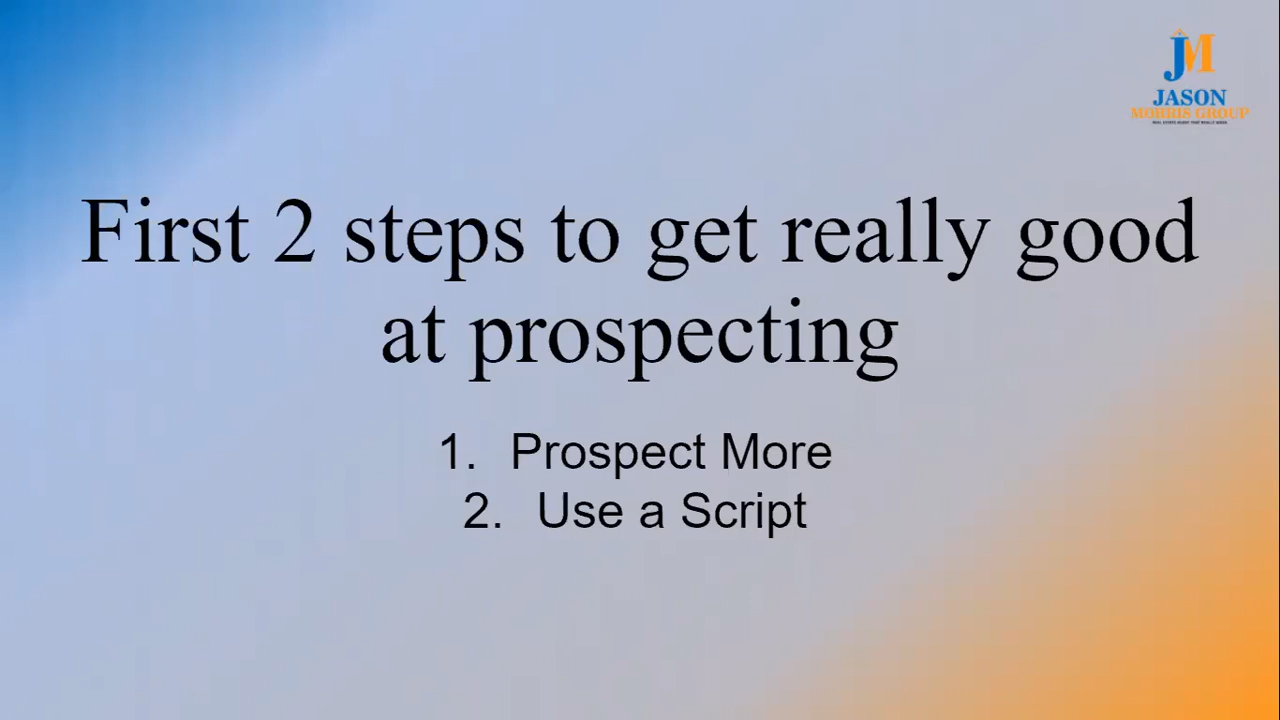 JM
JASON
MORRIS GROUP
First 2 steps to get really good
at prospecting
1. Prospect More
2. Use a Script